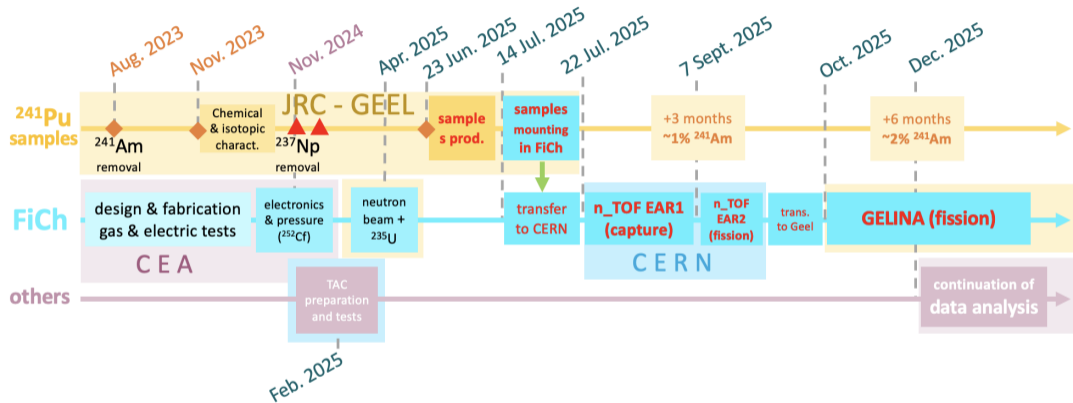 Aug. 2023
Nov. 2023
Nov. 2024
Apr. 2025
23 Jun. 2025
14 Jul. 2025
22 Jul. 2025
7 Sept. 2025
Oct. 2025
Dec. 2025
JRC - GEEL
²⁴¹Pu
samples
²⁴¹Am
removal
Chemical
& isotopic
charact.
²³⁷Np
removal
sample
s prod.
samples
mounting
in FiCh
+3 months
~1% ²⁴¹Am
+6 months
~2% ²⁴¹Am
FiCh
design & fabrication
gas & electric tests
electronics
& pressure
(²⁵²Cf)
neutron
beam +
²³⁵U
transfer
to CERN
n_TOF EAR1
(capture)
n_TOF
EAR2
(fission)
trans.
to Geel
GELINA (fission)
CEA
CERN
others
TAC
preparation
and tests
continuation of
data analysis
Feb. 2025